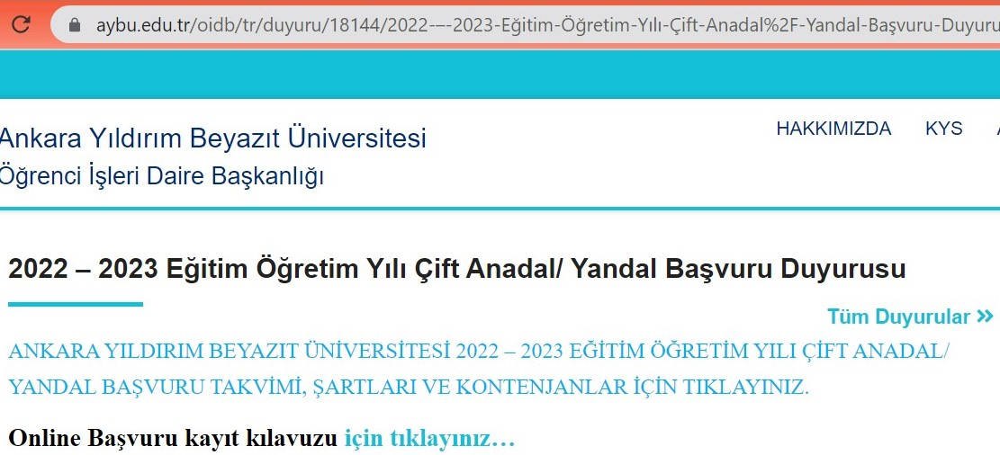 aybu.edu.tr/oidb/tr/duyuru/18144/2022-–-2023-Eğitim-Öğretim-Yılı-Çift-Anadal%2F-Yandal-Başvuru-Duyuru
HAKKIMIZDA KYS
Ankara Yıldırım Beyazıt Üniversitesi
Öğrenci İşleri Daire Başkanlığı
2022 – 2023 Eğitim Öğretim Yılı Çift Anadal/ Yandal Başvuru Duyurusu
Tüm Duyurular
ANKARA YILDIRIM BEYAZIT ÜNİVERSİTESİ 2022 – 2023 EĞİTİM ÖĞRETİM YILI ÇİFT ANADAL/
YANDAL BAŞVURU TAKVİMİ, ŞARTLARI VE KONTENJANLAR İÇİN TIKLAYINIZ.
Online Başvuru kayıt kılavuzu için tıklayınız…